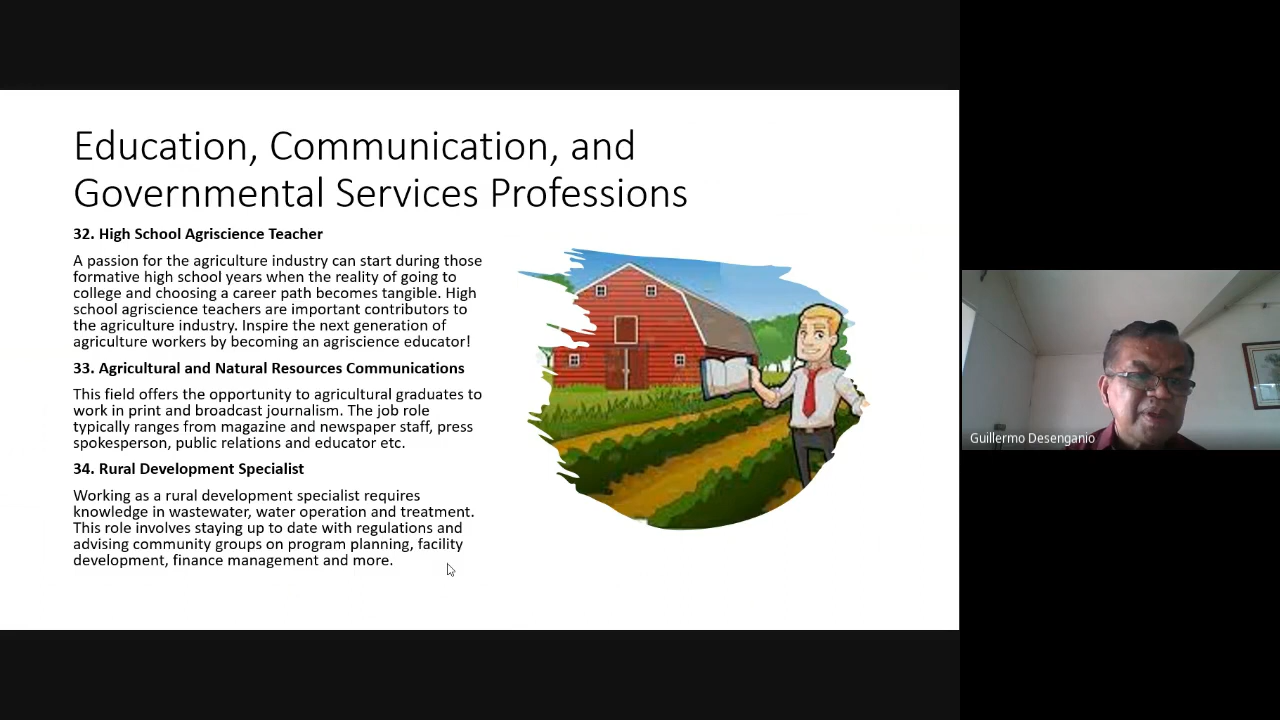 Education, Communication, and
Governmental Services Professions
32. High School Agriscience Teacher
A passion for the agriculture industry can start during those
formative high school years when the reality of going to
college and choosing a career path becomes tangible. High
school agriscience teachers are important contributors to
the agriculture industry. Inspire the next generation of
agriculture workers by becoming an agriscience educator!
33. Agricultural and Natural Resources Communications
This field offers the opportunity to agricultural graduates to
work in print and broadcast journalism. The job role
typically ranges from magazine and newspaper staff, press
spokesperson, public relations and educator etc.
34. Rural Development Specialist
Working as a rural development specialist requires
knowledge in wastewater, water operation and treatment.
This role involves staying up to date with regulations and
advising community groups on program planning, facility
development, finance management and more.
Guillermo Desenganio